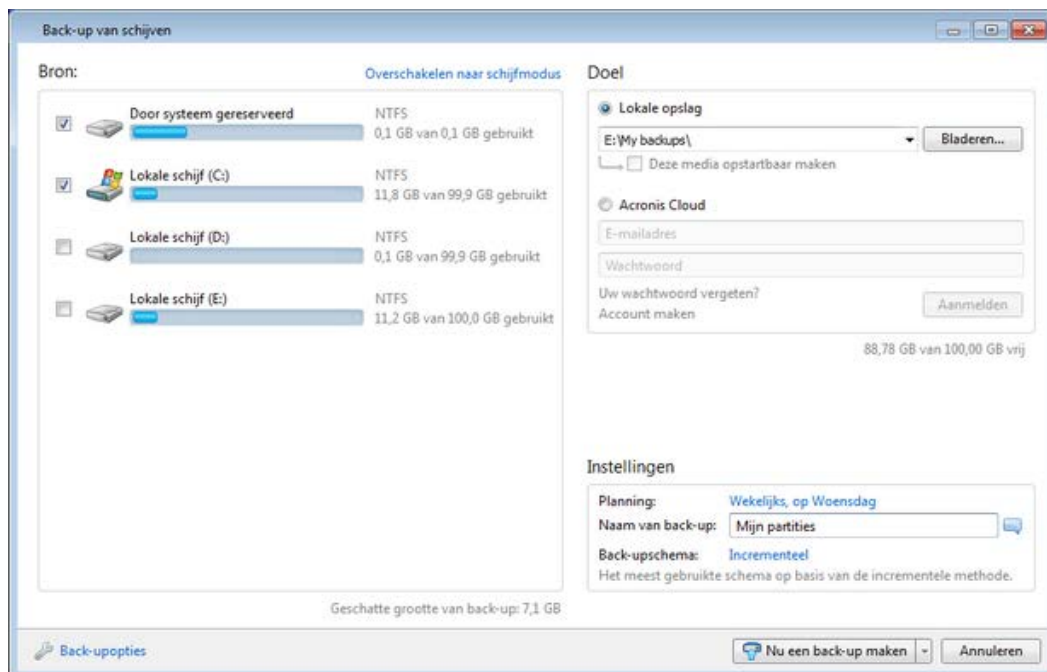 Back-up van schijven
Bron:
Overschakelen naar schijfmodus
Door systeem gereserveerd
NTFS
0,1 GB van 0,1 GB gebruikt
Lokale schijf (C:)
NTFS
11,8 GB van 99,9 GB gebruikt
Lokale schijf (D:)
NTFS
0,1 GB van 99,9 GB gebruikt
Lokale schijf (E:)
NTFS
11,2 GB van 100,0 GB gebruikt
Geschatte grootte van back-up: 7,1 GB
Doel
Lokale opslag
E:\My backups\
Bladeren...
Deze media opstartbaar maken
Acronis Cloud
E-mailadres
Wachtwoord
Uw wachtwoord vergeten?
Account maken
Aanmelden
88,78 GB van 100,00 GB vrij
Instellingen
Planning: Wekelijks, op Woensdag
Naam van back-up: Mijn partities
Back-upschema: Incrementeel
Het meest gebruikte schema op basis van de incrementele methode.
Back-upopties
Nu een back-up maken
Annuleren